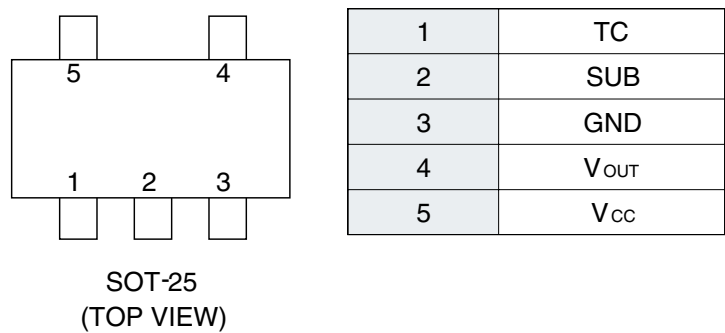 5 4
1 2 3
SOT-25
(TOP VIEW)
1 TC
2 SUB
3 GND
4 VOUT
5 VCC